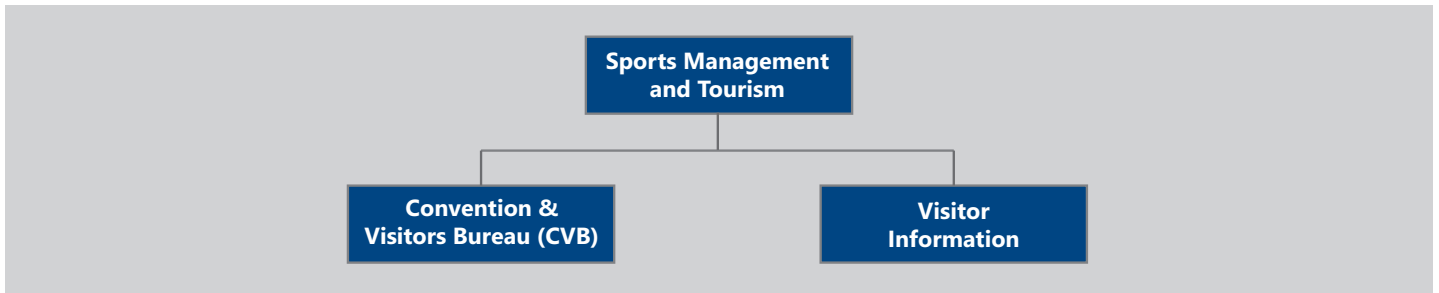 Sports Management
and Tourism
Convention &
Visitors Bureau (CVB)
Visitor
Information